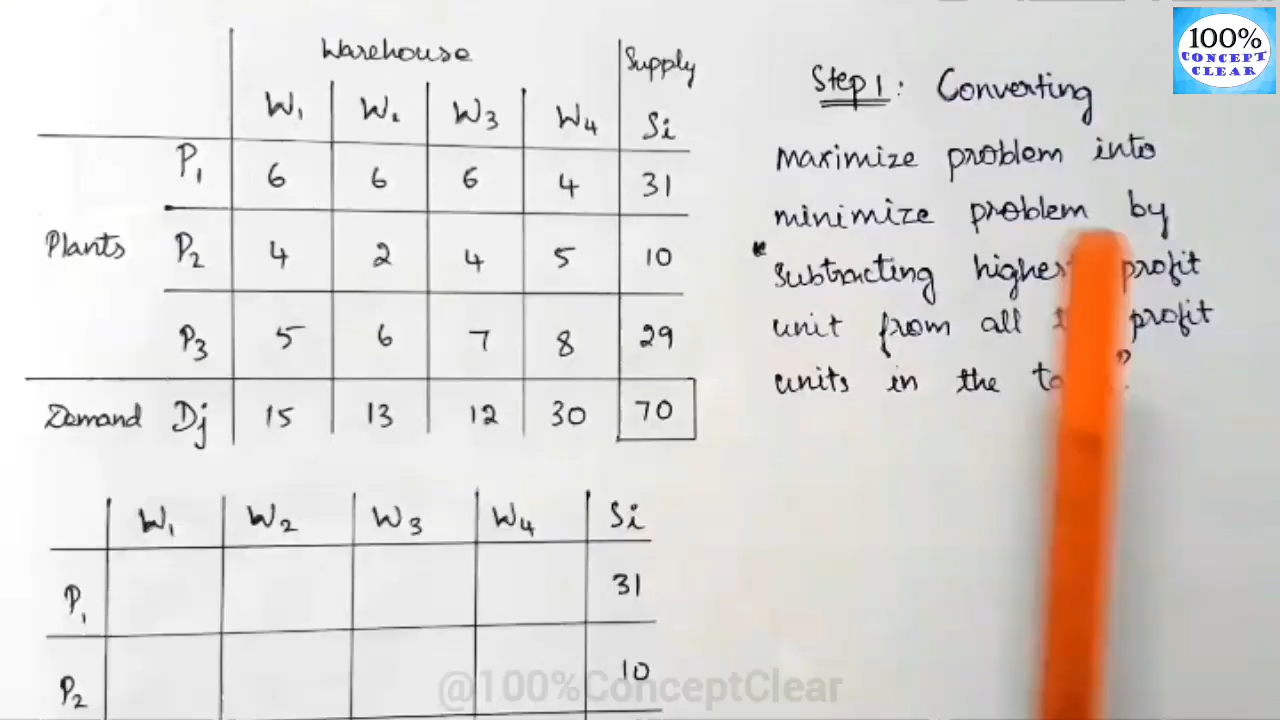 100%
CONCEPT
CLEAR
Warehouse Supply
W₁ W₂ W₃ W₄ Si
P₁ 6 6 6 4 31
Plants P₂ 4 2 4 5 10
P₃ 5 6 7 8 29
Demand Dj 15 13 12 30 70
Step 1: Converting
maximize problem into
minimize problem by
"subtracting profit
unit from all profit
units in the
W₁ W₂ W₃ W₄ Si
P₁ 31
P₂ 10
@100%ConceptClear